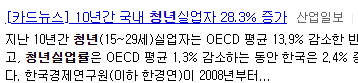 [카드뉴스] 10년간 국내 청년실업자 28.3% 증가 산업일보
지난 10년간 청년(15~29세)실업자는 OECD 평균 13.9% 감소한 반
고, 청년실업률은 OECD 평균 1.3% 감소하는 동안 한국은 2.4%
다. 한국경제연구원(이하 한경연)이 2008년부터...